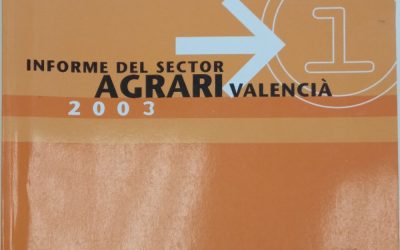 1
INFORME DEL SECTOR
AGRARI VALENCIÀ
2003